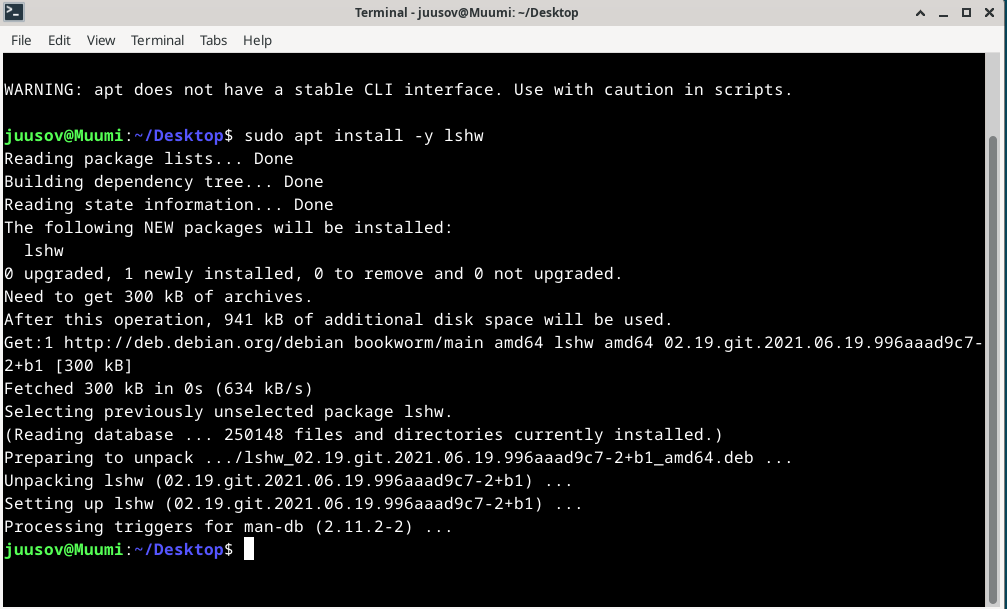 Terminal - juusov@Muumi: ~/Desktop
File Edit View Terminal Tabs Help
WARNING: apt does not have a stable CLI interface. Use with caution in scripts.
juusov@Muumi:~/Desktop$ sudo apt install -y lshw
Reading package lists... Done
Building dependency tree... Done
Reading state information... Done
The following NEW packages will be installed:
  lshw
0 upgraded, 1 newly installed, 0 to remove and 0 not upgraded.
Need to get 300 kB of archives.
After this operation, 941 kB of additional disk space will be used.
Get:1 http://deb.debian.org/debian bookworm/main amd64 lshw amd64 02.19.git.2021.06.19.996aaad9c7-
2+b1 [300 kB]
Fetched 300 kB in 0s (634 kB/s)
Selecting previously unselected package lshw.
(Reading database ... 250148 files and directories currently installed.)
Preparing to unpack .../lshw_02.19.git.2021.06.19.996aaad9c7-2+b1_amd64.deb ...
Unpacking lshw (02.19.git.2021.06.19.996aaad9c7-2+b1) ...
Setting up lshw (02.19.git.2021.06.19.996aaad9c7-2+b1) ...
Processing triggers for man-db (2.11.2-2) ...
juusov@Muumi:~/Desktop$